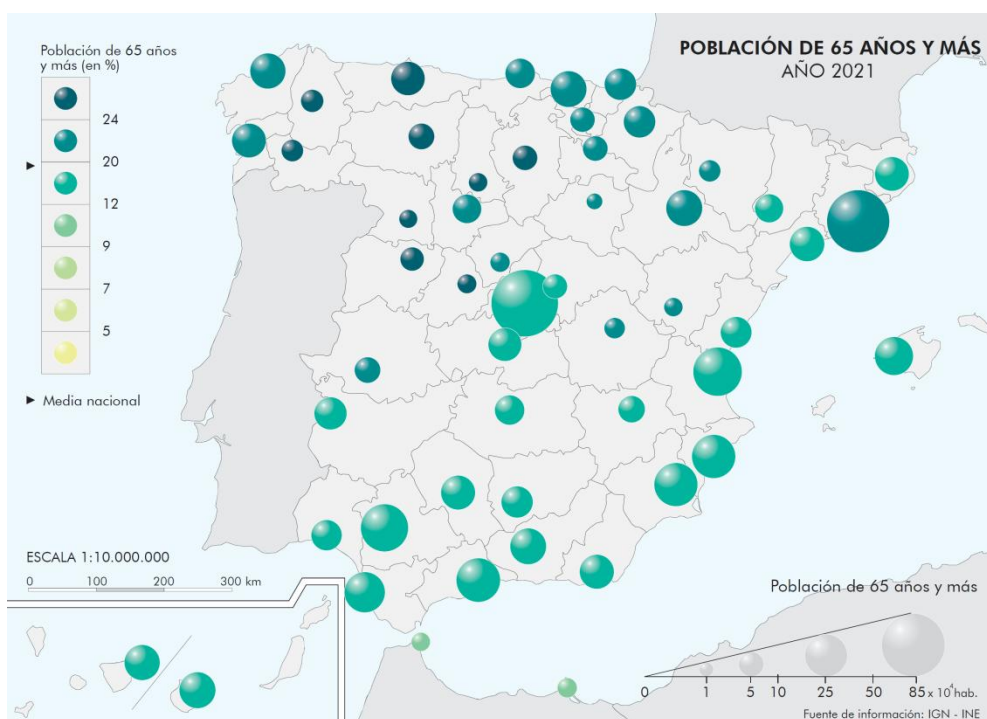 POBLACIÓN DE 65 AÑOS Y MÁS
AÑO 2021
Población de 65 años
y más (en %)
24
20
12
9
7
5
Media nacional
ESCALA 1:10.000.000
0 100 200 300 km
Población de 65 años y más
0 1 5 10 25 50 85 x 10⁴ hab.
Fuente de información: IGN - INE